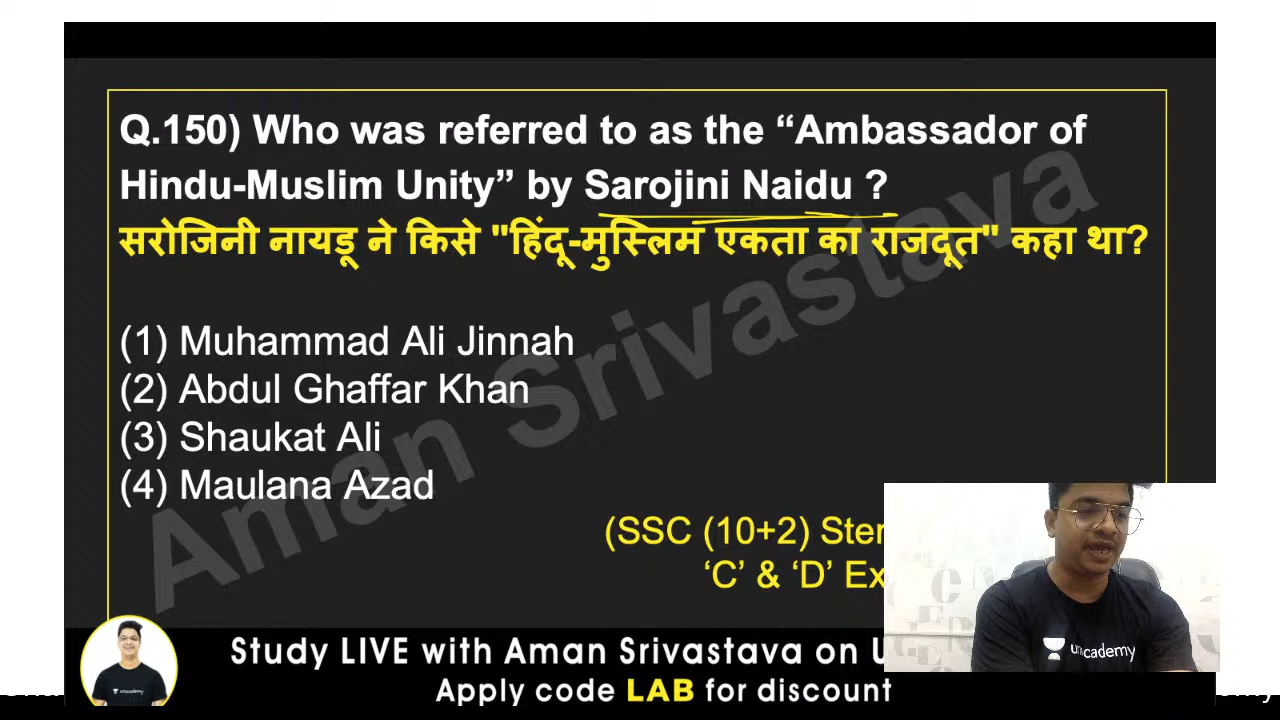 Q.150) Who was referred to as the “Ambassador of
Hindu-Muslim Unity” by Sarojini Naidu ?
सरोजिनी नायडू ने किसे "हिंदू-मुस्लिम एकता का राजदूत" कहा था?
(1) Muhammad Ali Jinnah
(2) Abdul Ghaffar Khan
(3) Shaukat Ali
(4) Maulana Azad
Aman Srivastava
(SSC (10+2)
‘C’ & ‘D’
unacademy
unacademy
Study LIVE with Aman Srivastava on
Apply code LAB for discount